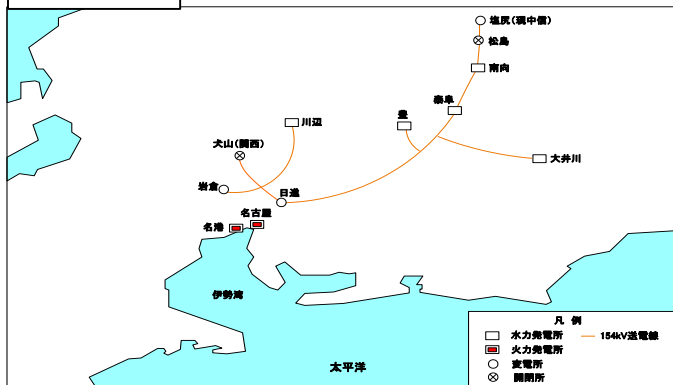 塩尻(現中信)
松島
南向
泰阜
豊
川辺
大井川
犬山(関西)
岩倉
日進
名古屋
名港
伊勢湾
太平洋
凡 例
水力発電所
154kV送電線
火力発電所
変電所
開閉所